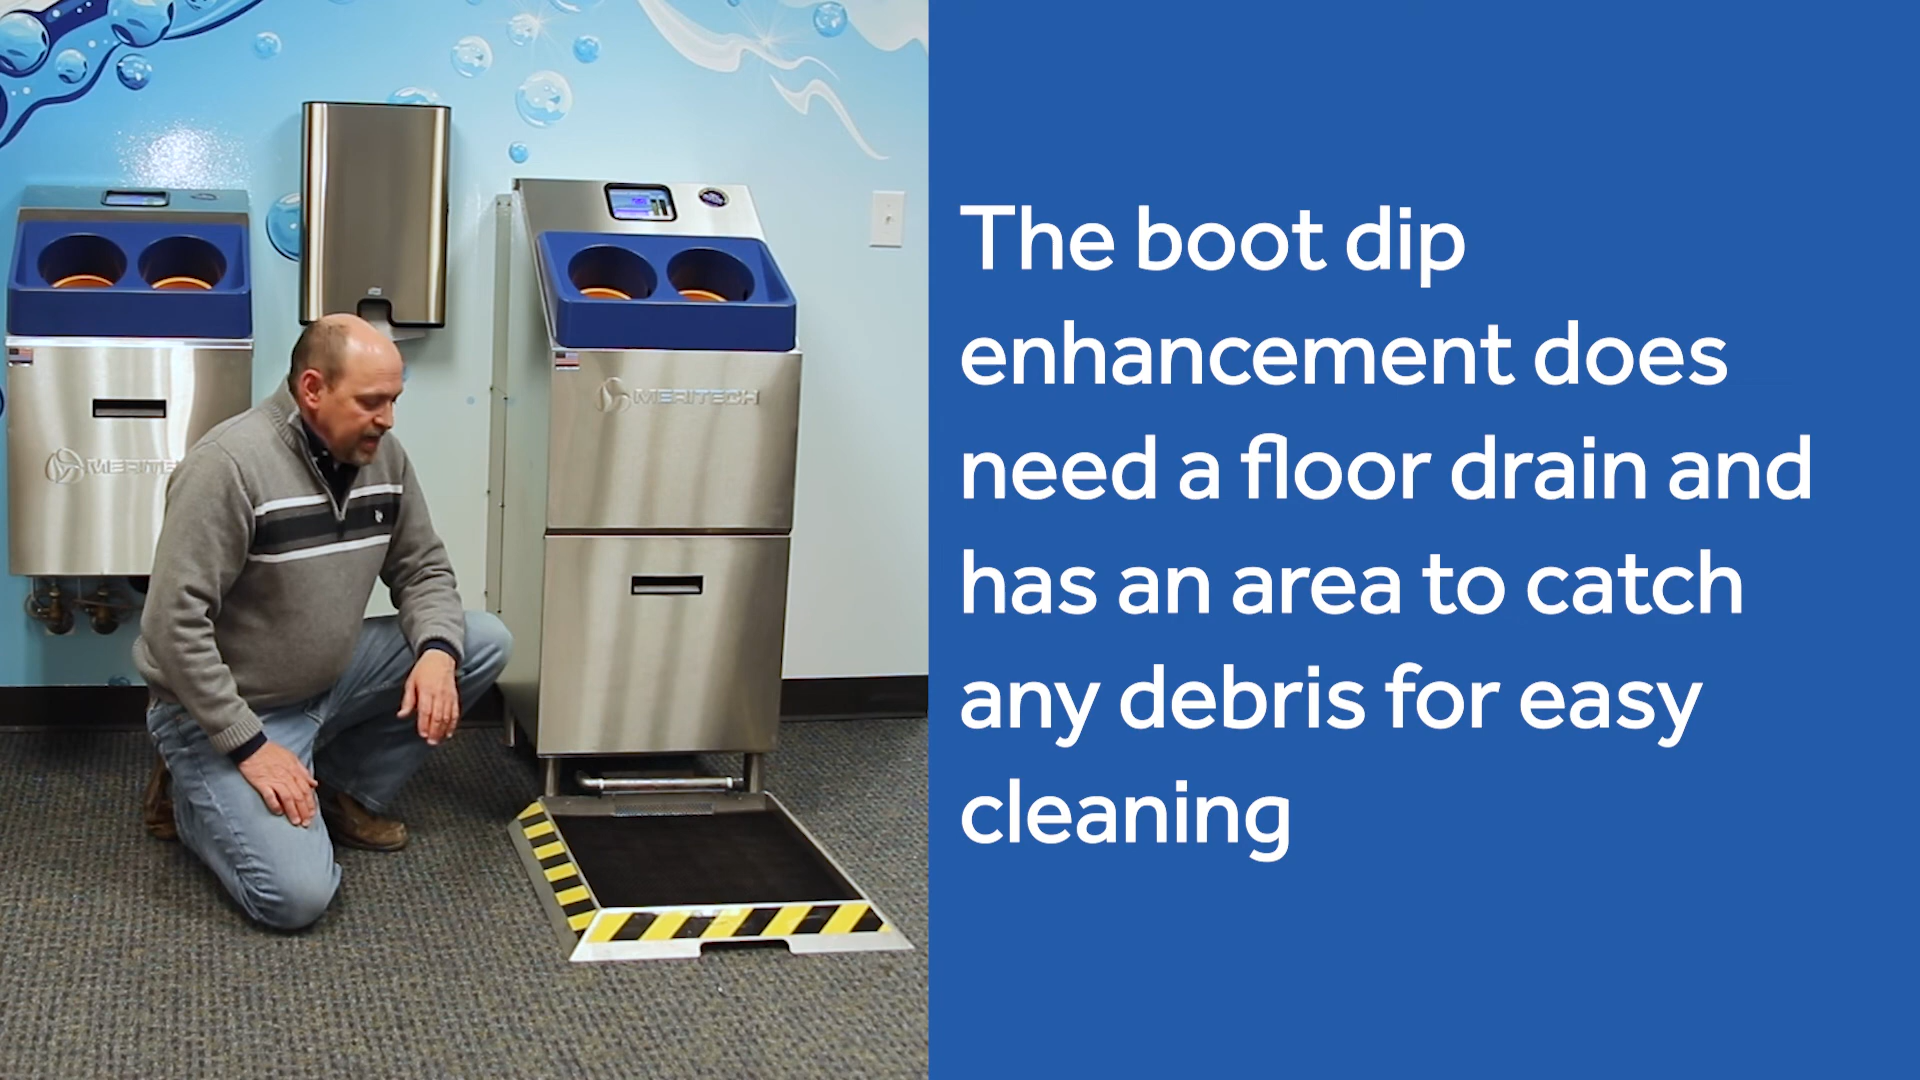 MERITECH
MERITE
The boot dip
enhancement does
need a floor drain and
has an area to catch
any debris for easy
cleaning